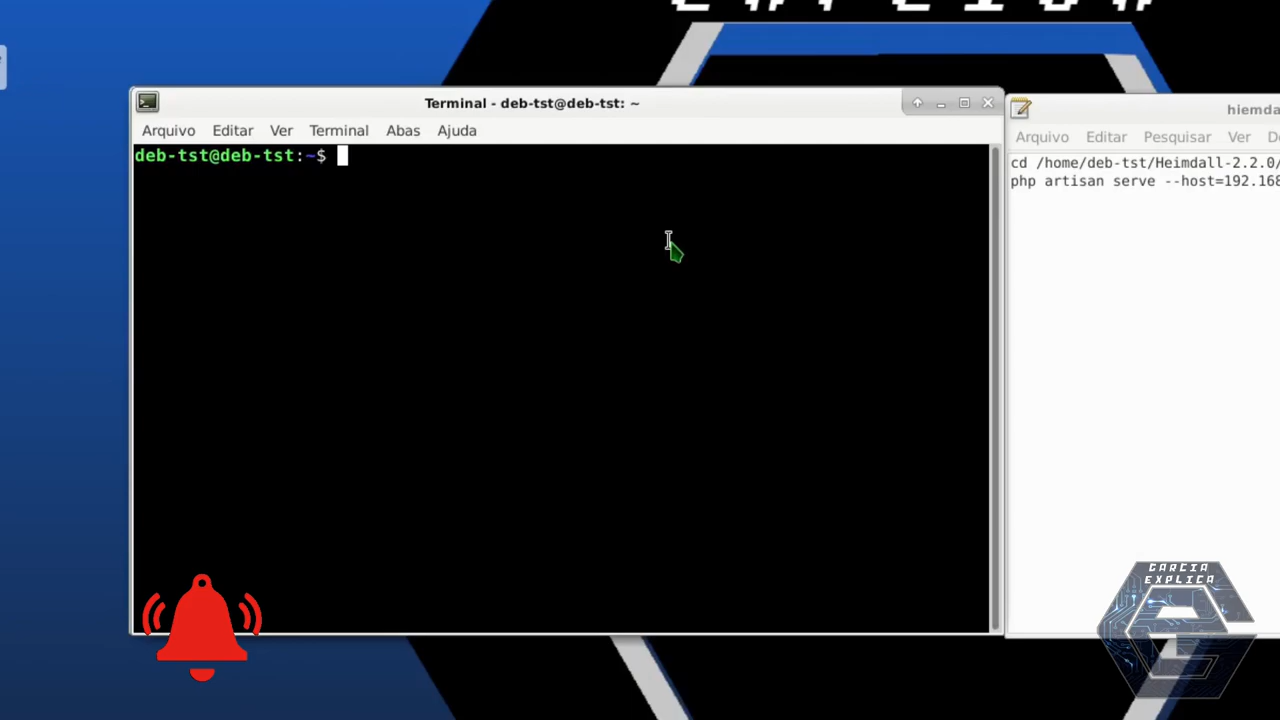 Terminal - deb-tst@deb-tst: ~
Arquivo Editar Ver Terminal Abas Ajuda
deb-tst@deb-tst:~$
hiemda
Arquivo Editar Pesquisar Ver
cd /home/deb-tst/Heimdall-2.2.0/
php artisan serve --host=192.168
GARCIA
EXPLICA